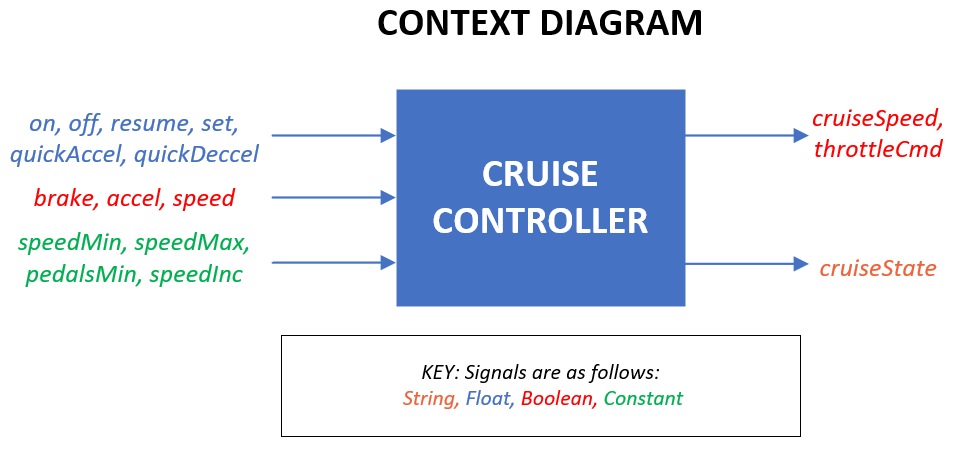 CONTEXT DIAGRAM
on, off, resume, set,
quickAccel, quickDeccel
brake, accel, speed
speedMin, speedMax,
pedalsMin, speedInc
CRUISE
CONTROLLER
cruiseSpeed,
throttleCmd
cruiseState
KEY: Signals are as follows:
String, Float, Boolean, Constant